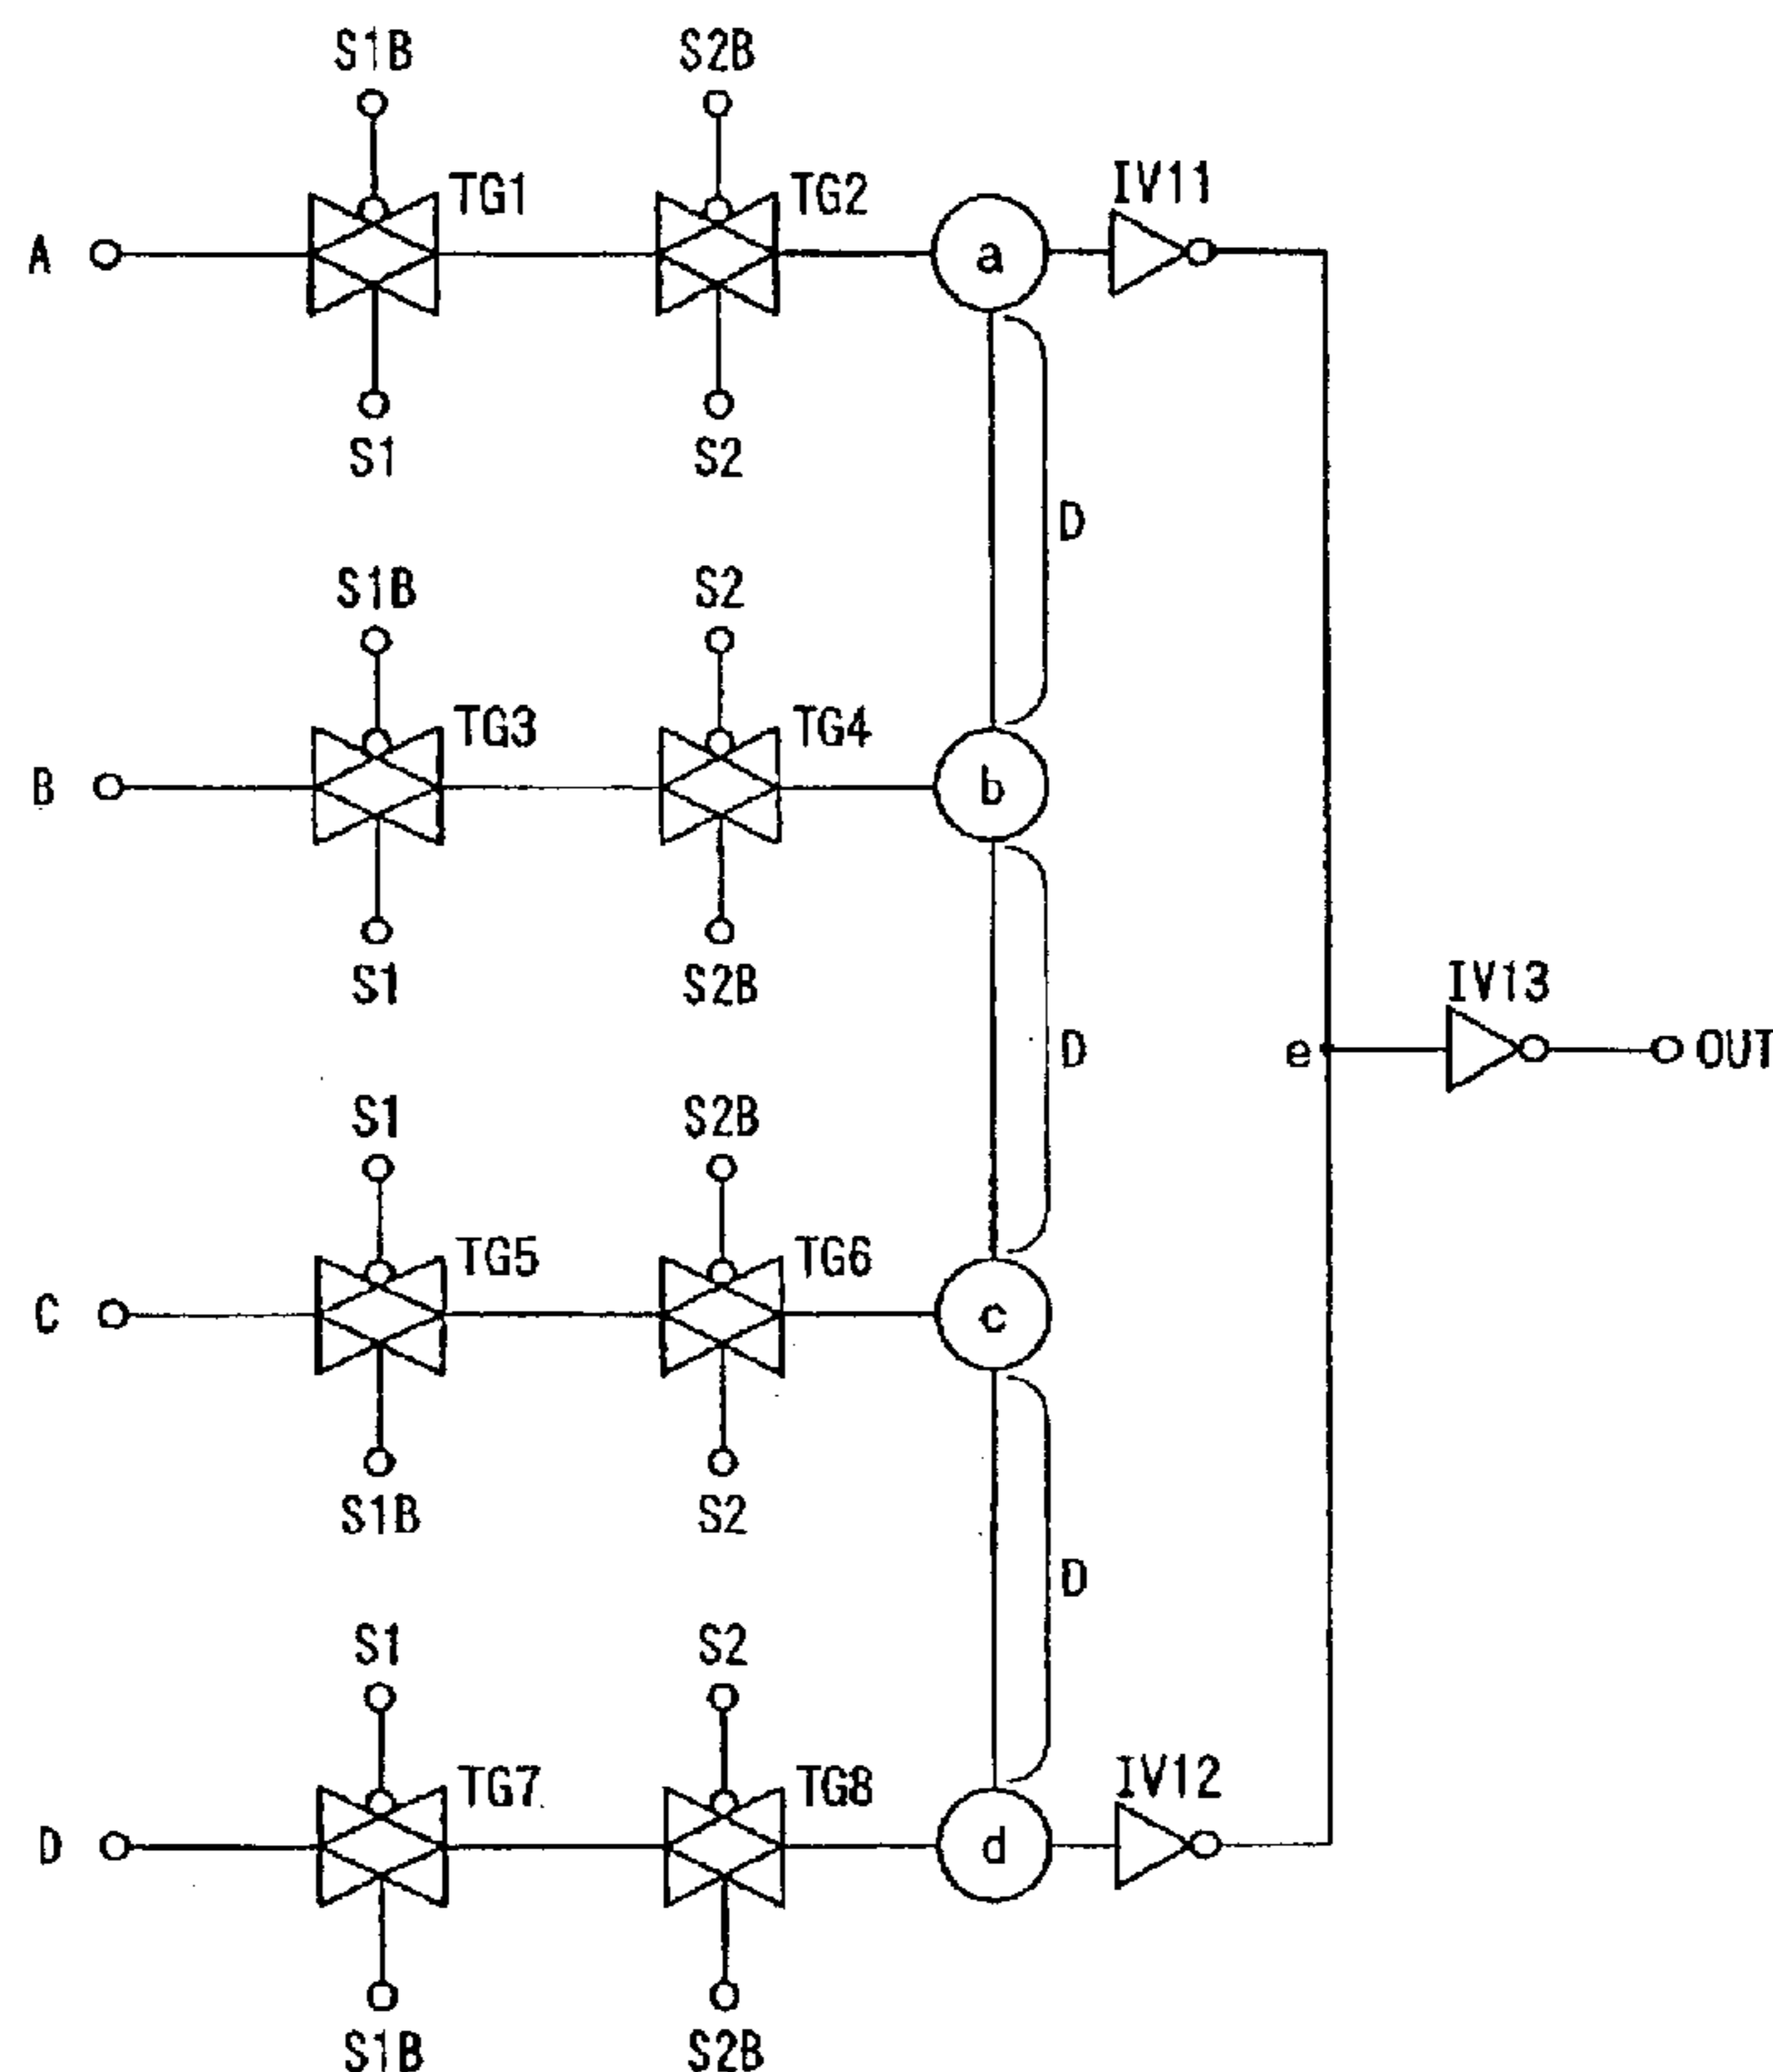 S1B S2B
TG1 TG2 a IV11
A
S1 S2
D
S1B S2
TG3 TG4
B b
S1 S2B
IV13
D e OUT
S1 S2B
TG5 TG6
C c
S1B S2
D
S1 S2
TG7 TG8 IV12
D d
S1B S2B